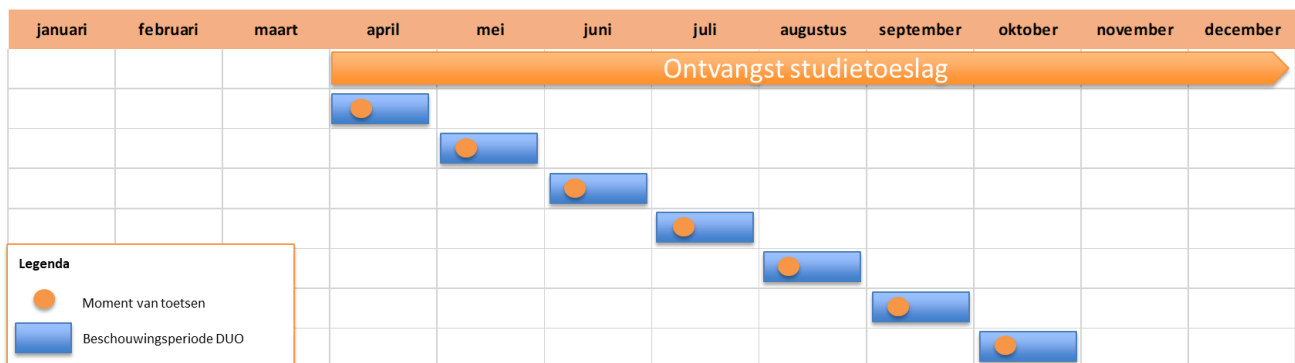 januari februari maart april mei juni juli augustus september oktober november december
Ontvangst studietoeslag
Legenda
Moment van toetsen
Beschouwingsperiode DUO